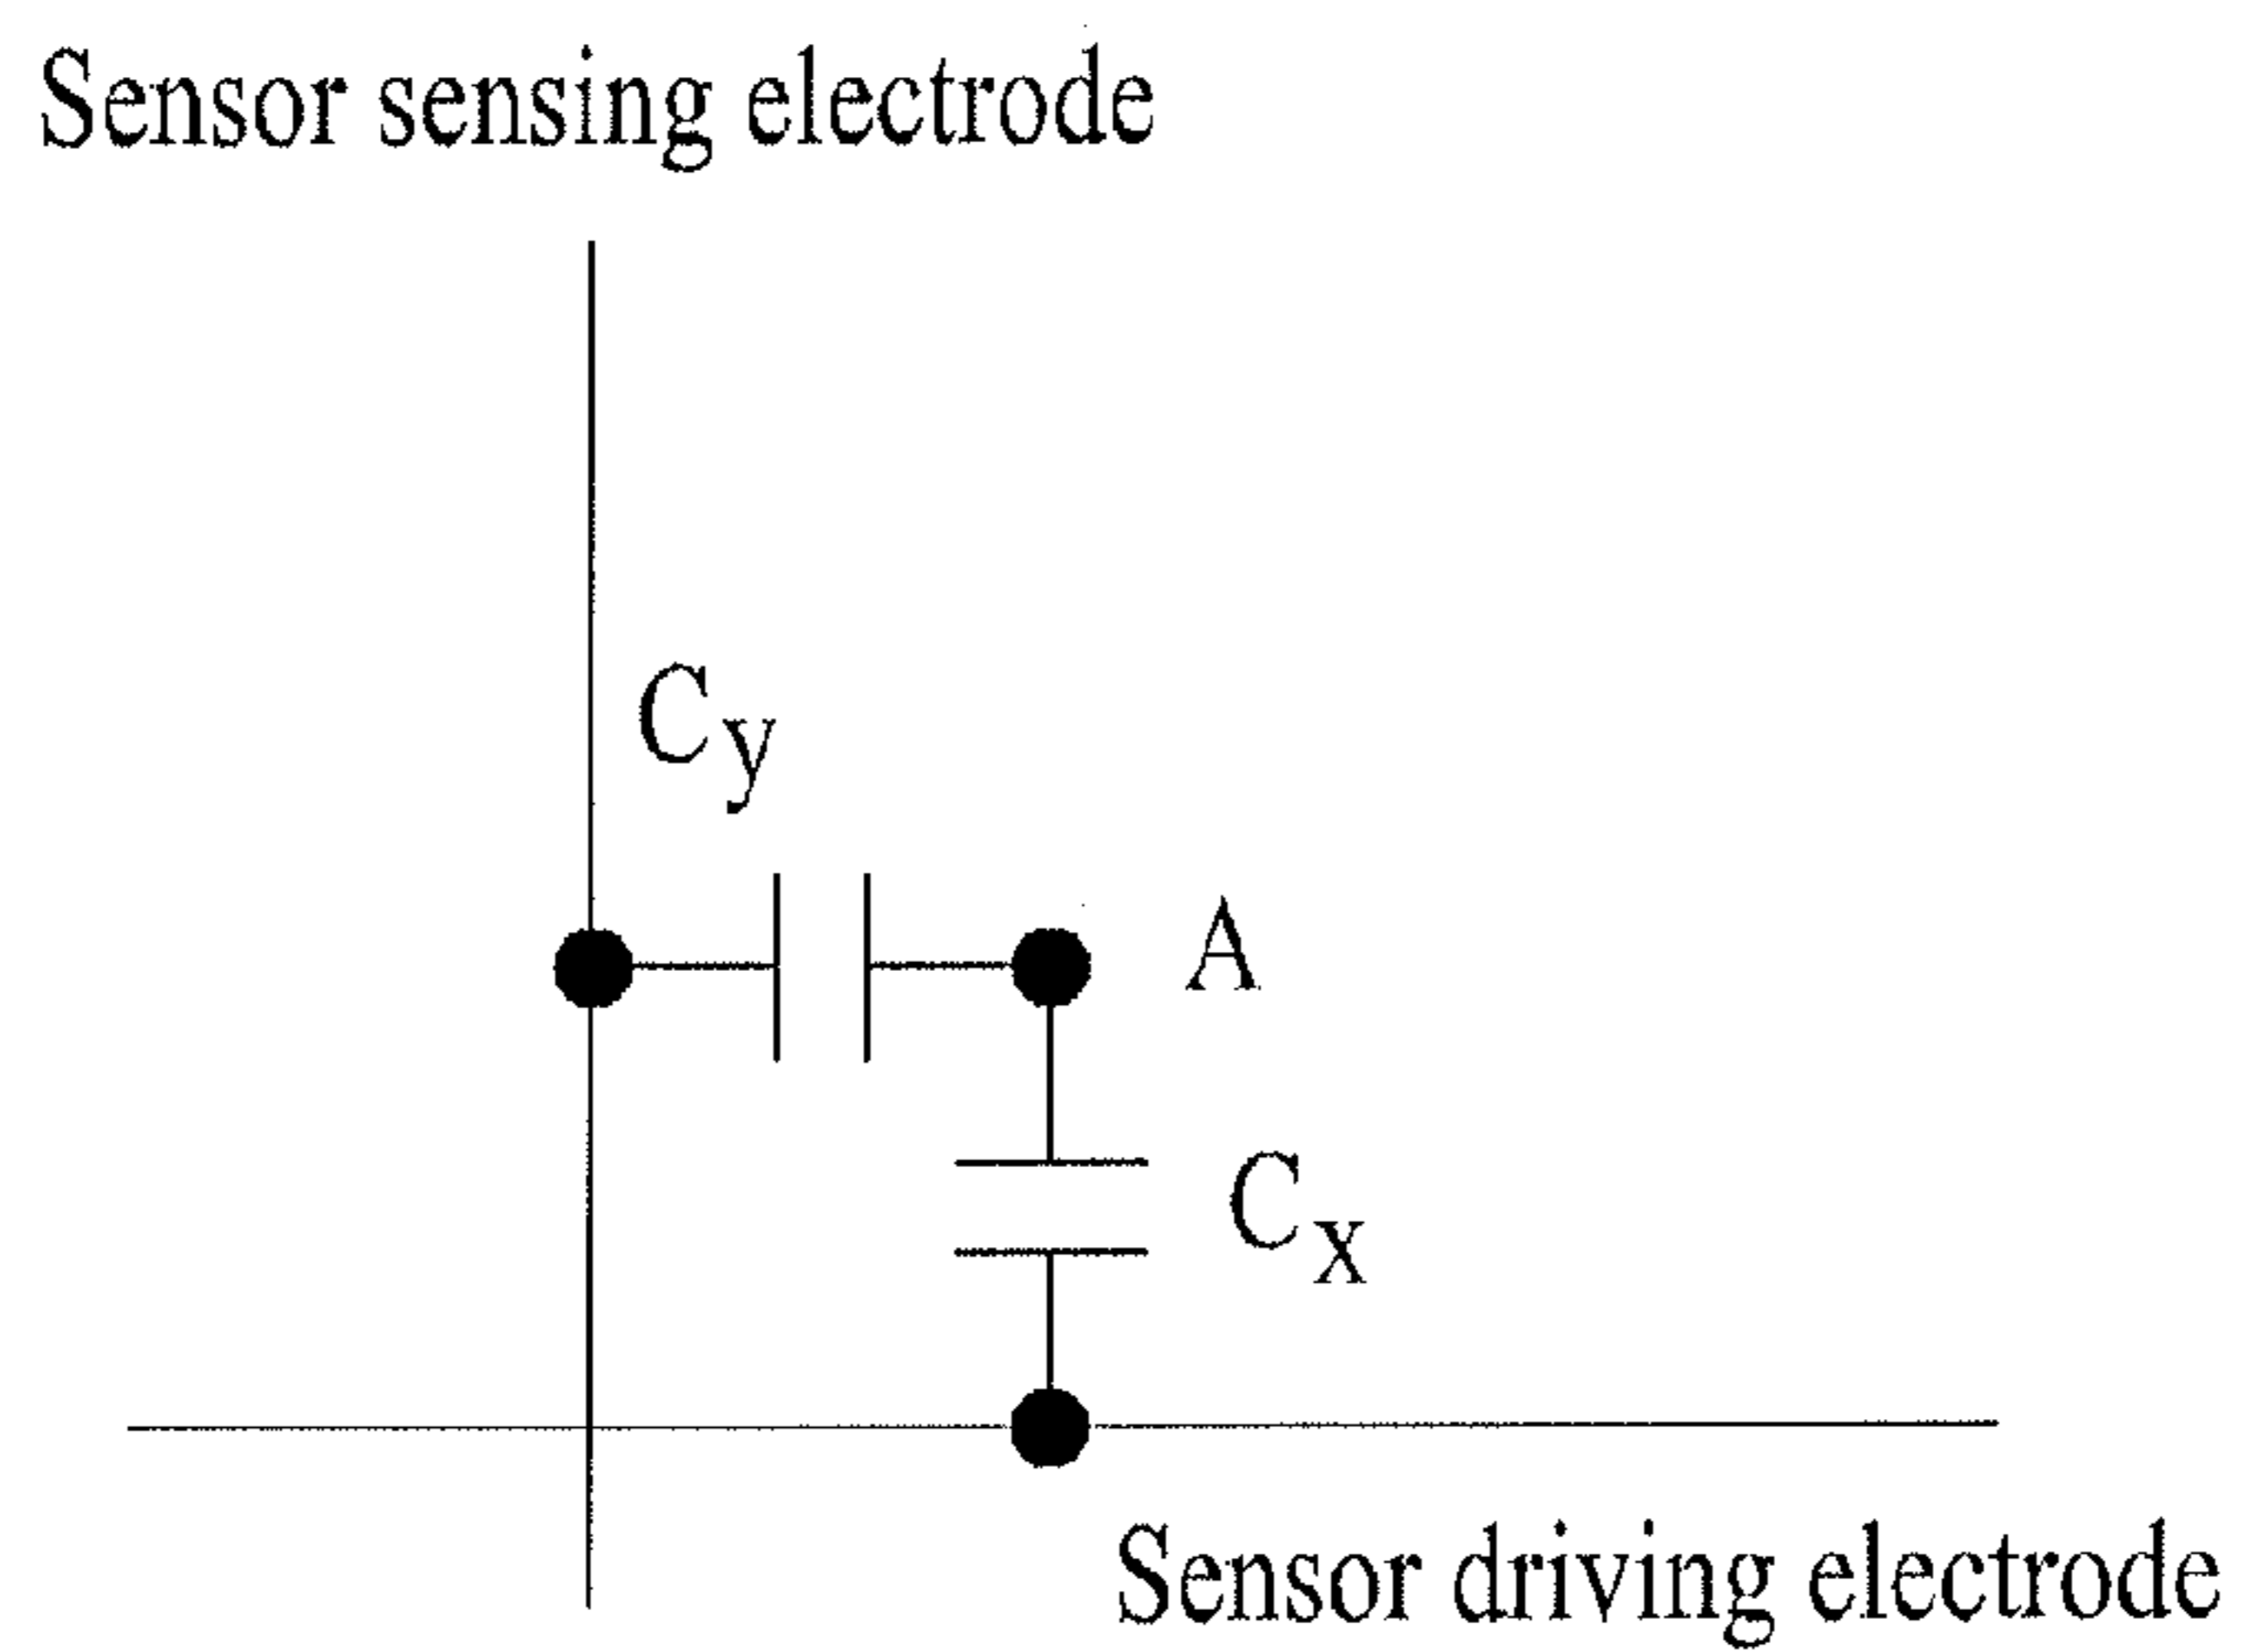 Sensor sensing electrode
Cy
A
Cx
Sensor driving electrode